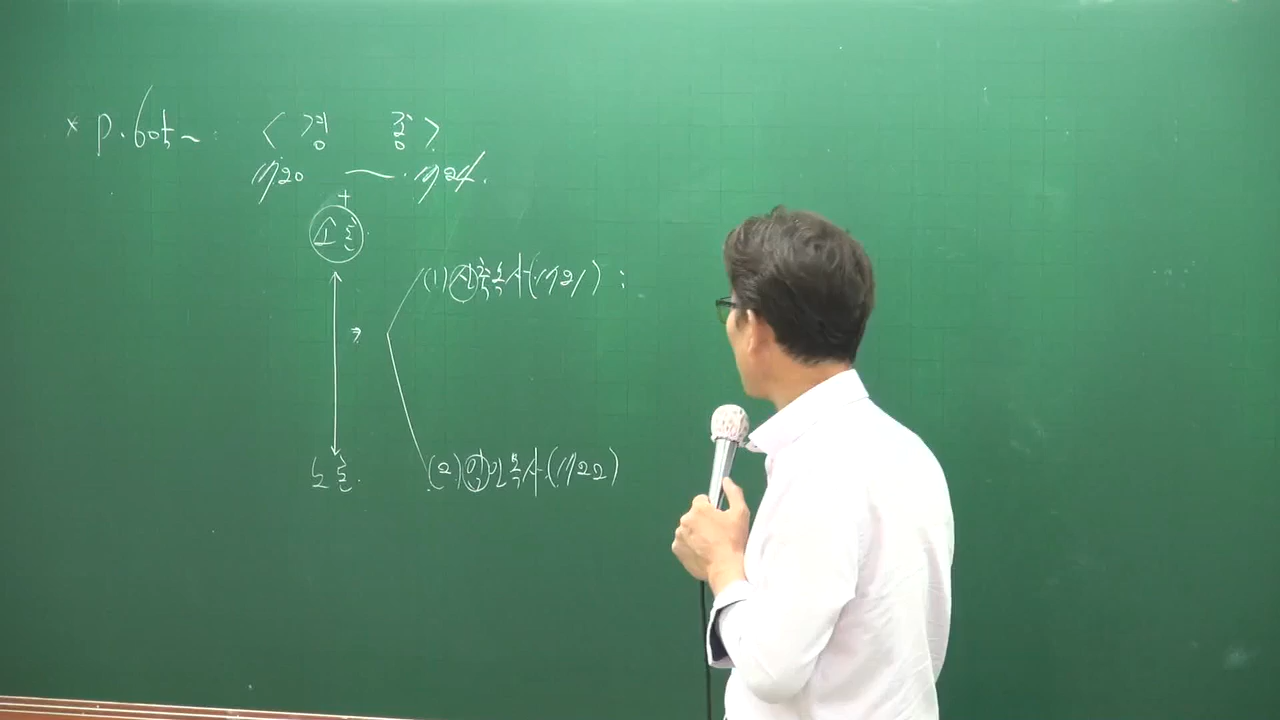 * P. 605~ : < 경 종 >
1720 ~ 1724.
+
소론
(1) 신축옥사(1721) :
⇒
노론.
(2) 임인옥사(1722)